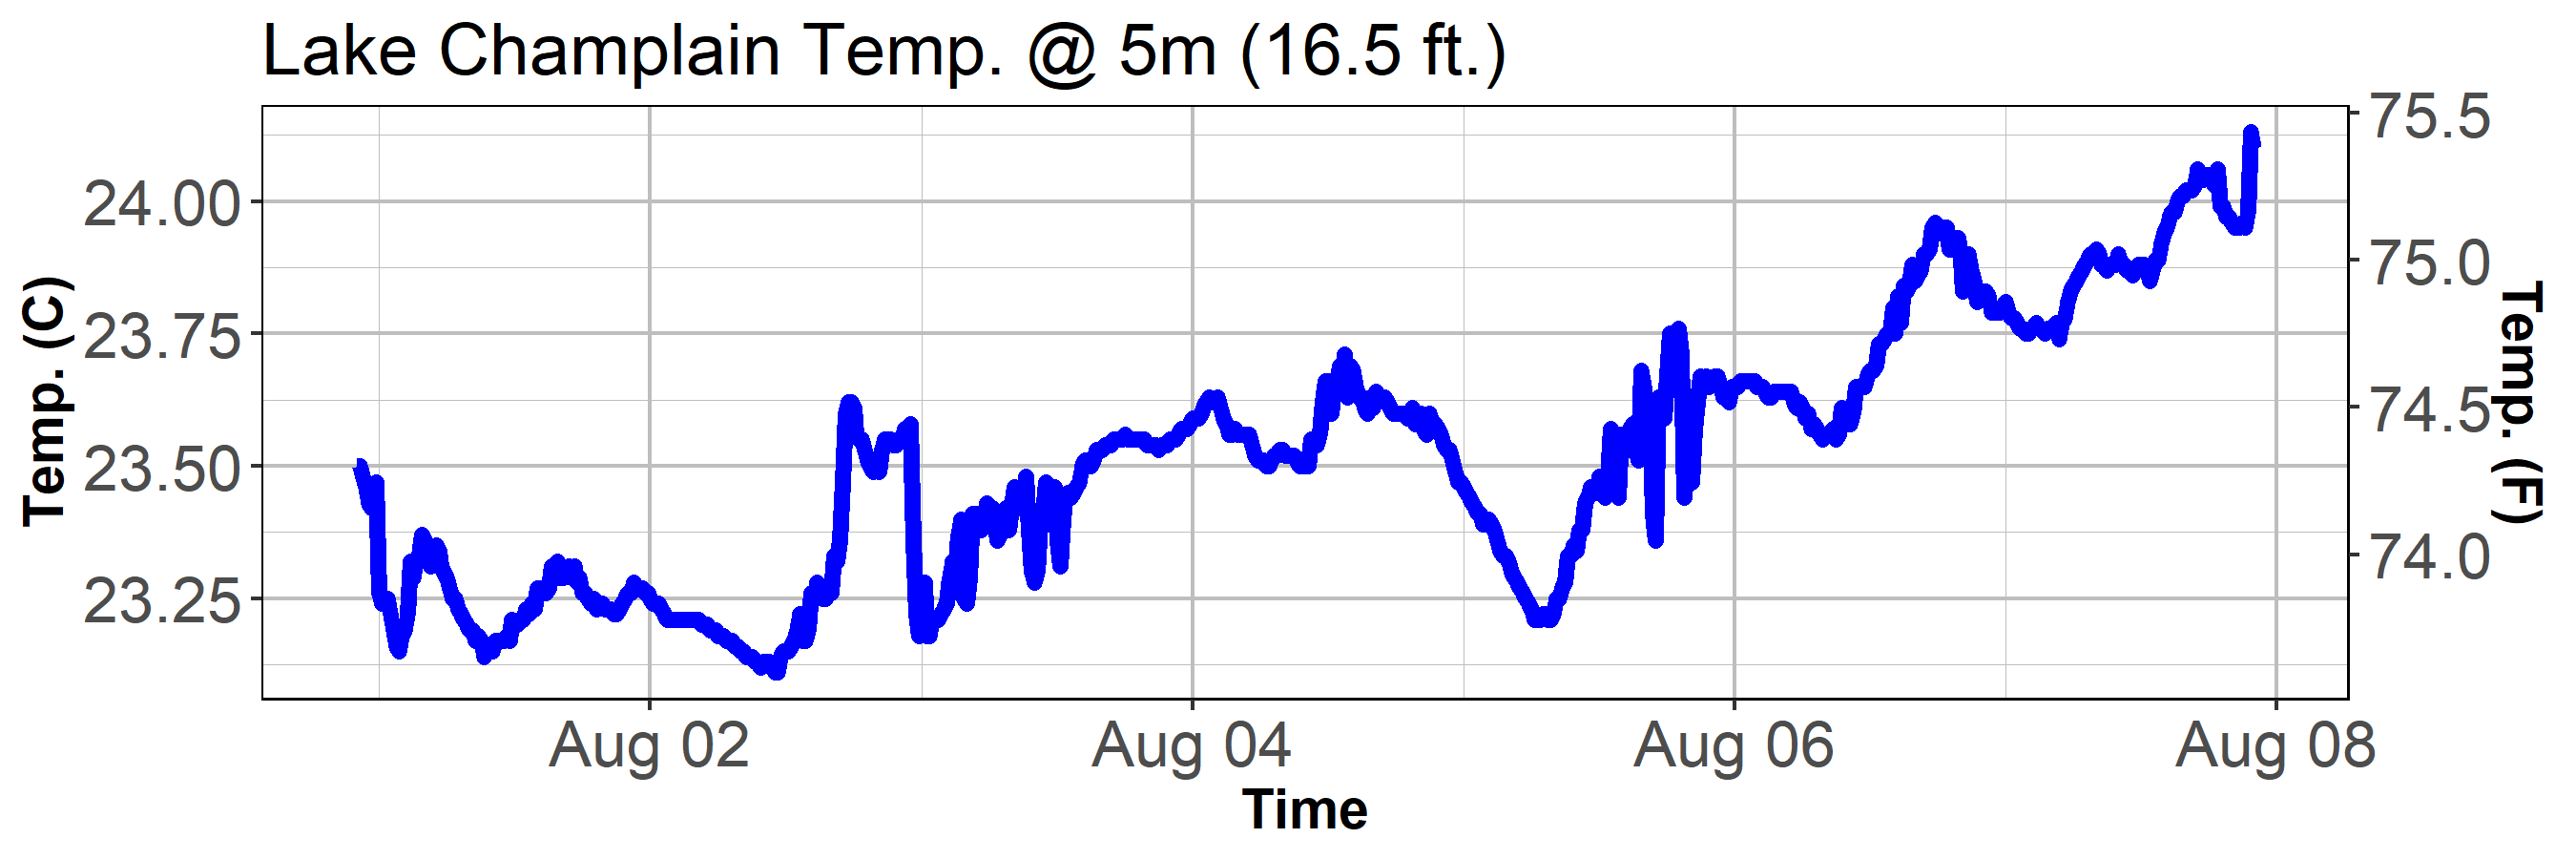 Lake Champlain Temp. @ 5m (16.5 ft.)
Temp. (C)
24.00
23.75
23.50
23.25
75.5
75.0
74.5
74.0
Temp. (F)
Aug 02 Aug 04 Aug 06 Aug 08
Time